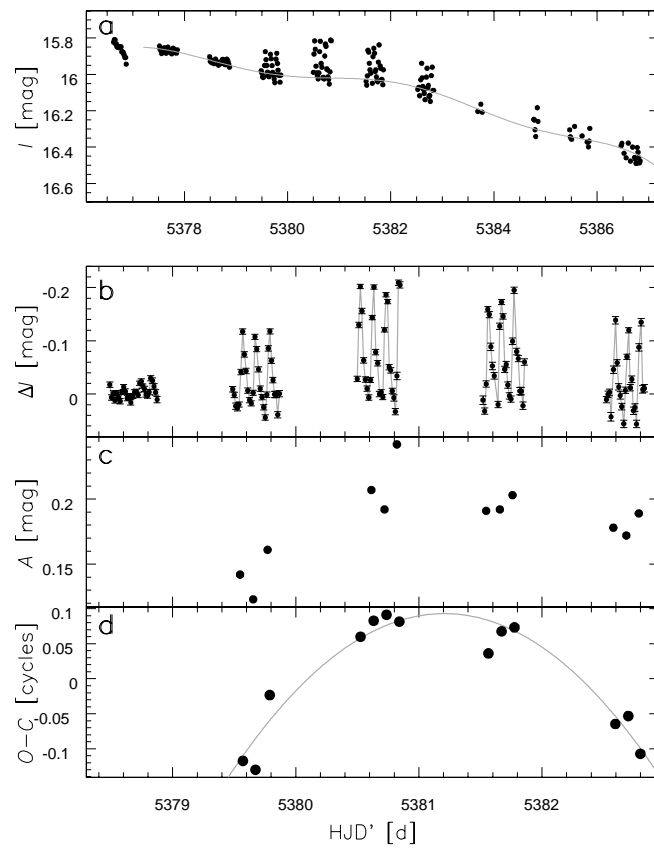 a
15.8
16
16.2
16.4
16.6
I [mag]
5378 5380 5382 5384 5386
b
-0.2
-0.1
0
ΔI [mag]
c
0.2
0.15
A [mag]
d
0.1
0.05
0
-0.05
-0.1
O−C [cycles]
5379 5380 5381 5382
HJD' [d]